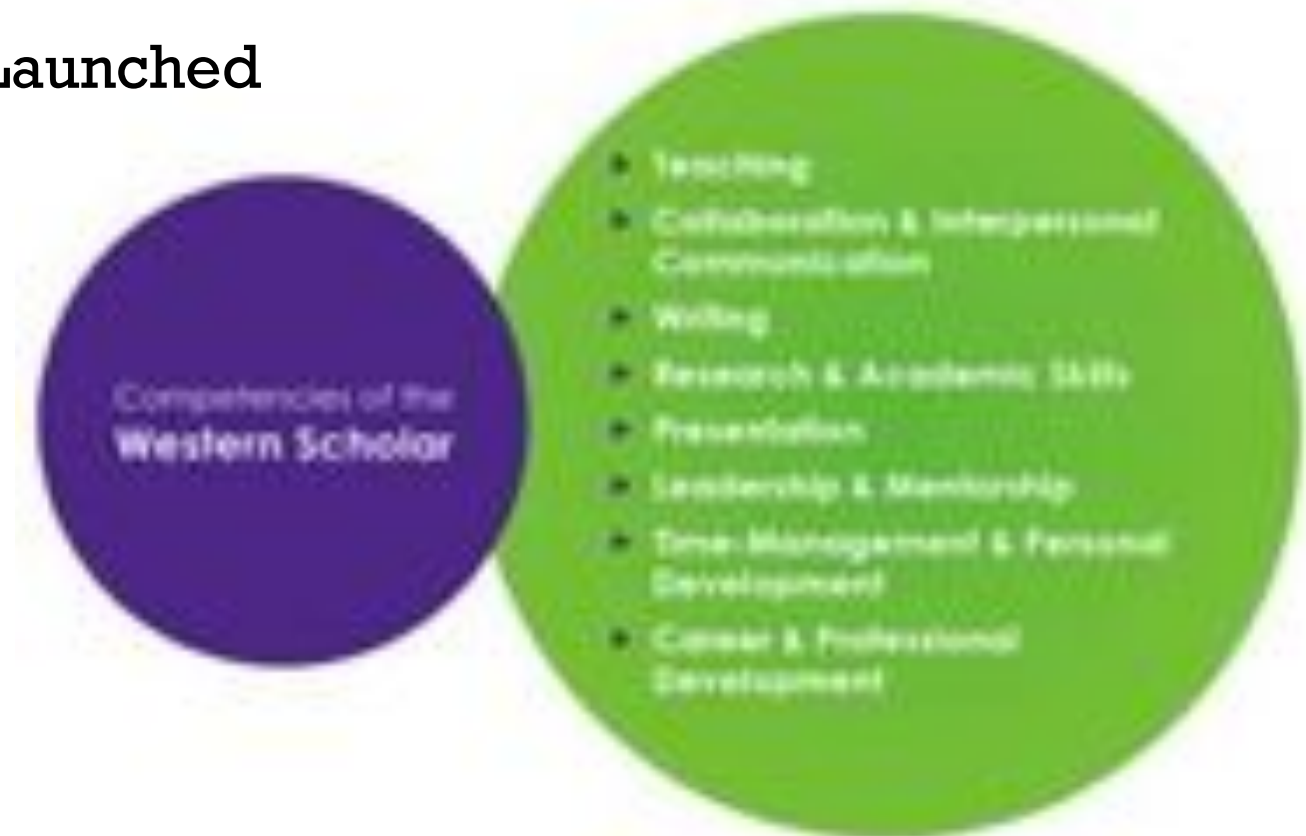 Launched
Competencies of the
Western Scholar
Teaching
Collaboration & Interpersonal
Communication
Writing
Research & Academic Skills
Presentation
Leadership & Mentorship
Time-Management & Personal
Development
Career & Professional
Development